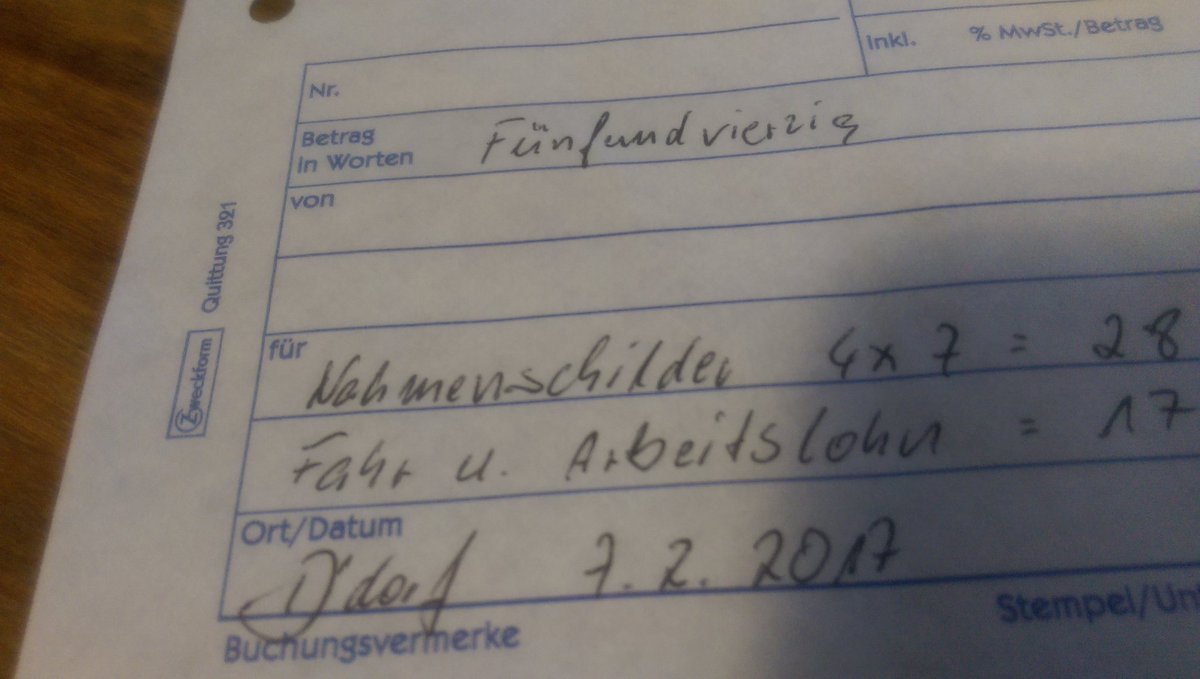 Inkl. % MwSt./Betrag
Nr.
Betrag
in Worten Fünfundvierzig
von
Quittung 321
Zweckform
für Nahmenschilder 4x7 = 28
Fahr u. Arbeitslohn = 17
Ort/Datum
D'dorf 7.2.2017
Buchungsvermerke
Stempel/Un